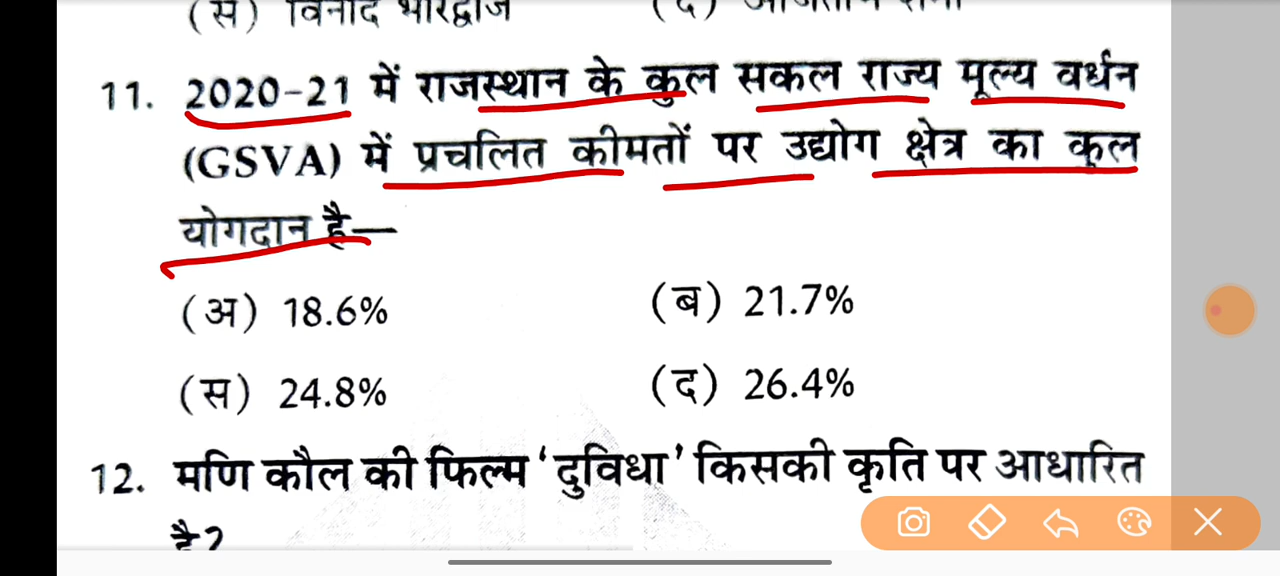 (स) विनोद भारद्वाज (द)
11. 2020-21 में राजस्थान के कुल सकल राज्य मूल्य वर्धन
(GSVA) में प्रचलित कीमतों पर उद्योग क्षेत्र का कुल
योगदान है—
(अ) 18.6% (ब) 21.7%
(स) 24.8% (द) 26.4%
12. मणि कौल की फिल्म ‘दुविधा’ किसकी कृति पर आधारित
है?